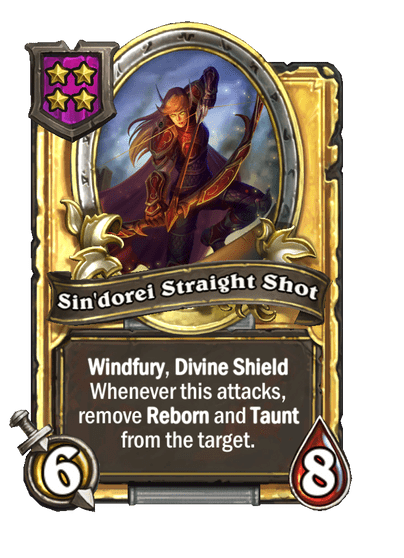 Sin'dorei Straight Shot
Windfury, Divine Shield
Whenever this attacks,
remove Reborn and Taunt
from the target.
6
8